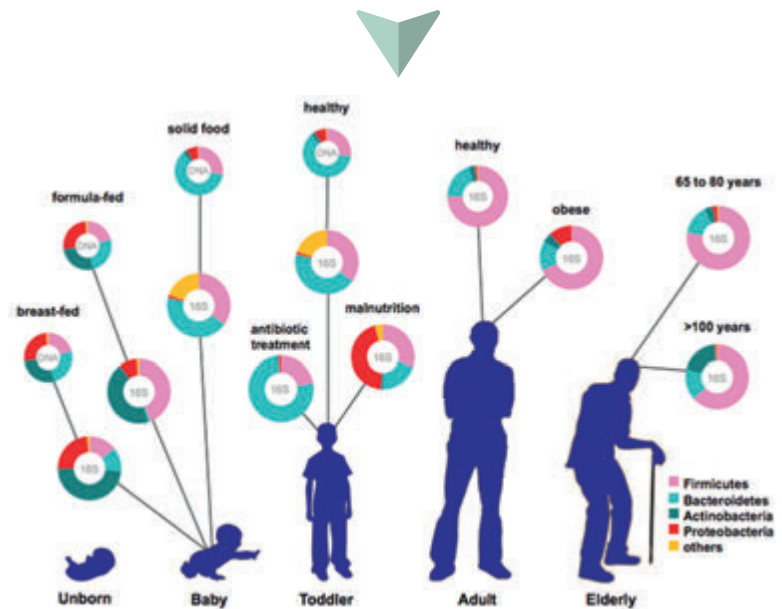 healthy
solid food
DNA
DNA
healthy
16S
65 to 80 years
formula-fed
obese
DNA
16S
16S
16S
breast-fed
16S
malnutrition
antibiotic
treatment
>100 years
DNA
16S
16S
16S
16S
16S
Firmicutes
Bacteroidetes
Actinobacteria
Proteobacteria
others
Unborn
Baby
Toddler
Adult
Elderly